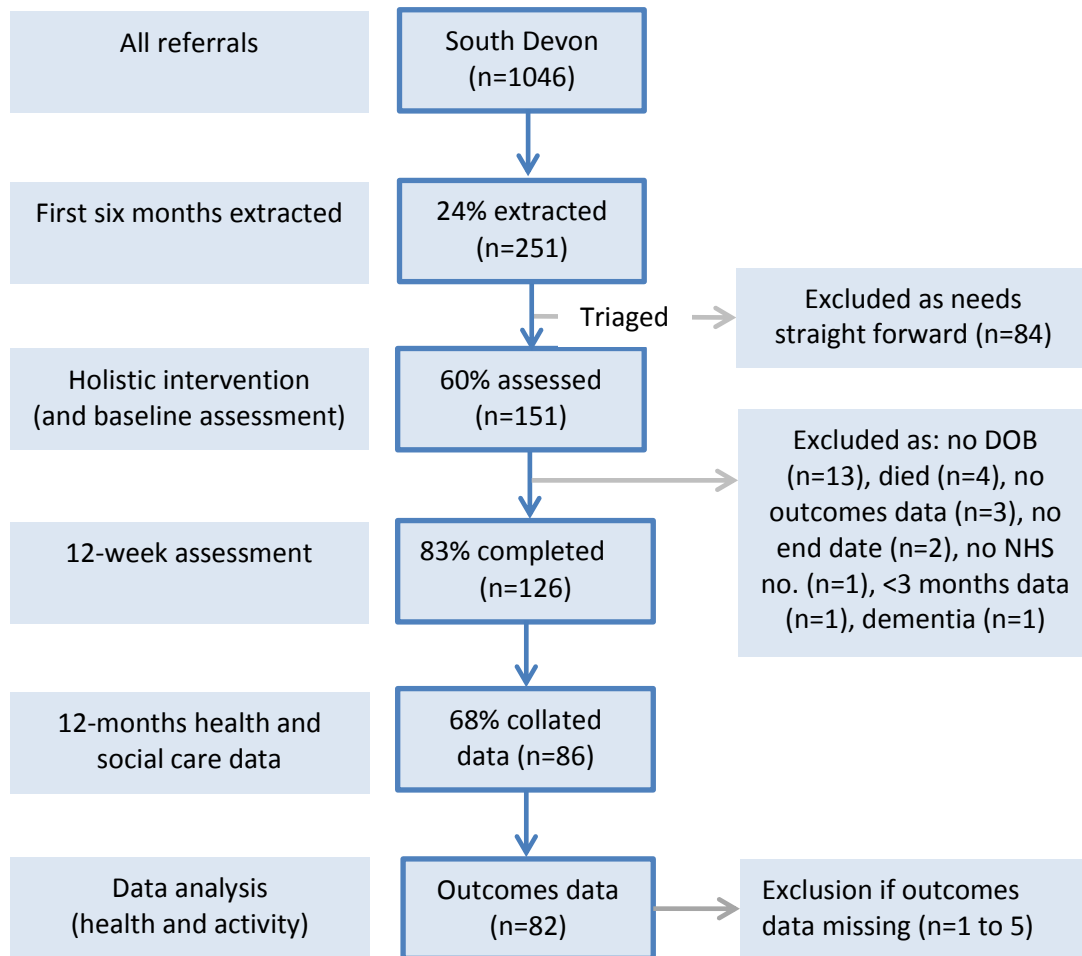 All referrals
South Devon
(n=1046)
First six months extracted
24% extracted
(n=251)
Triaged
Excluded as needs
straight forward (n=84)
Holistic intervention
(and baseline assessment)
60% assessed
(n=151)
Excluded as: no DOB
(n=13), died (n=4), no
outcomes data (n=3), no
end date (n=2), no NHS
no. (n=1), <3 months data
(n=1), dementia (n=1)
12-week assessment
83% completed
(n=126)
12-months health and
social care data
68% collated
data (n=86)
Data analysis
(health and activity)
Outcomes data
(n=82)
Exclusion if outcomes
data missing (n=1 to 5)